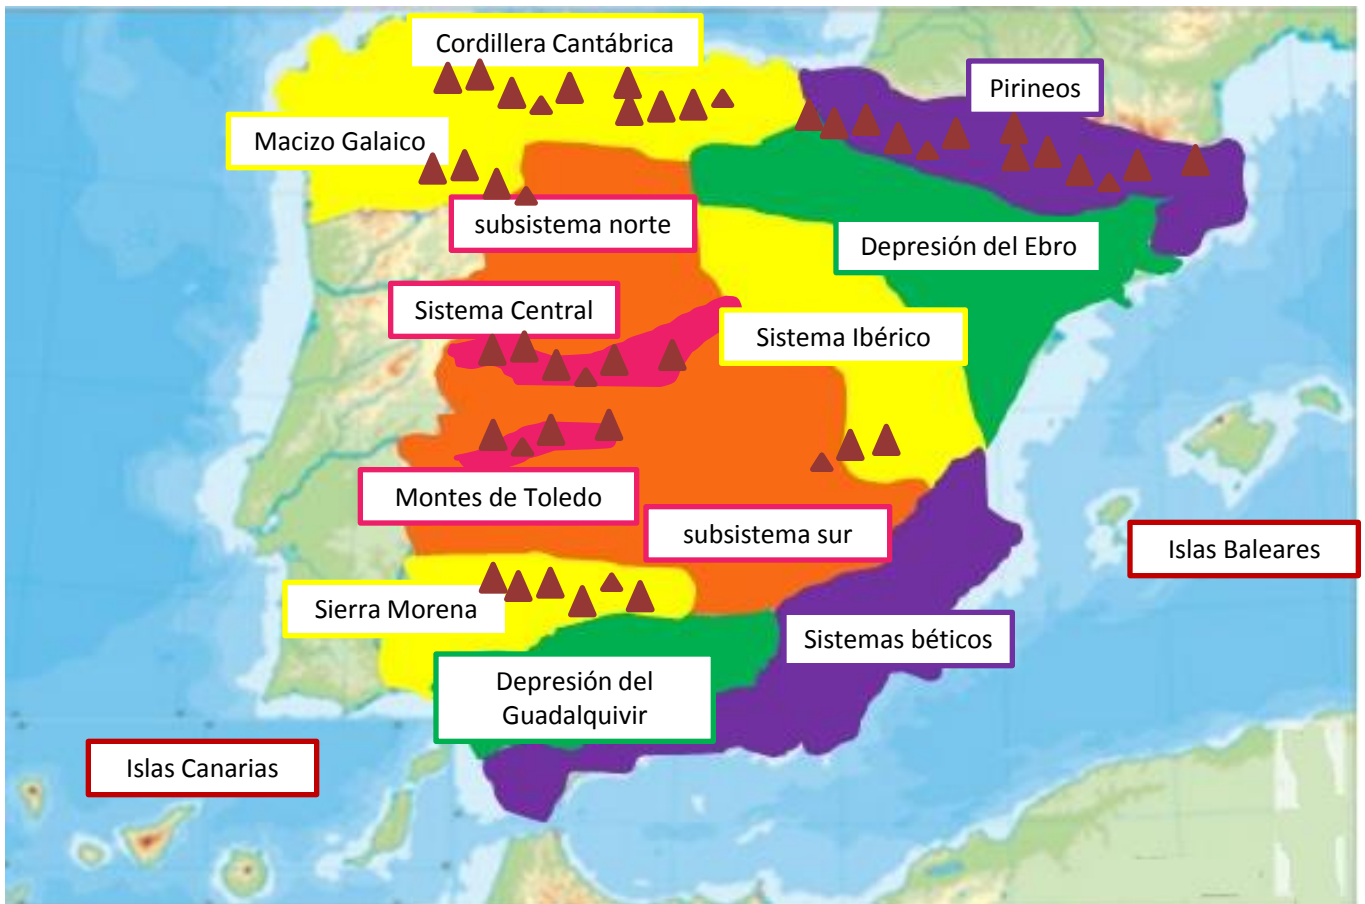 Cordillera Cantábrica
Pirineos
Macizo Galaico
subsistema norte
Depresión del Ebro
Sistema Central
Sistema Ibérico
Montes de Toledo
subsistema sur
Islas Baleares
Sierra Morena
Sistemas béticos
Depresión del
Guadalquivir
Islas Canarias